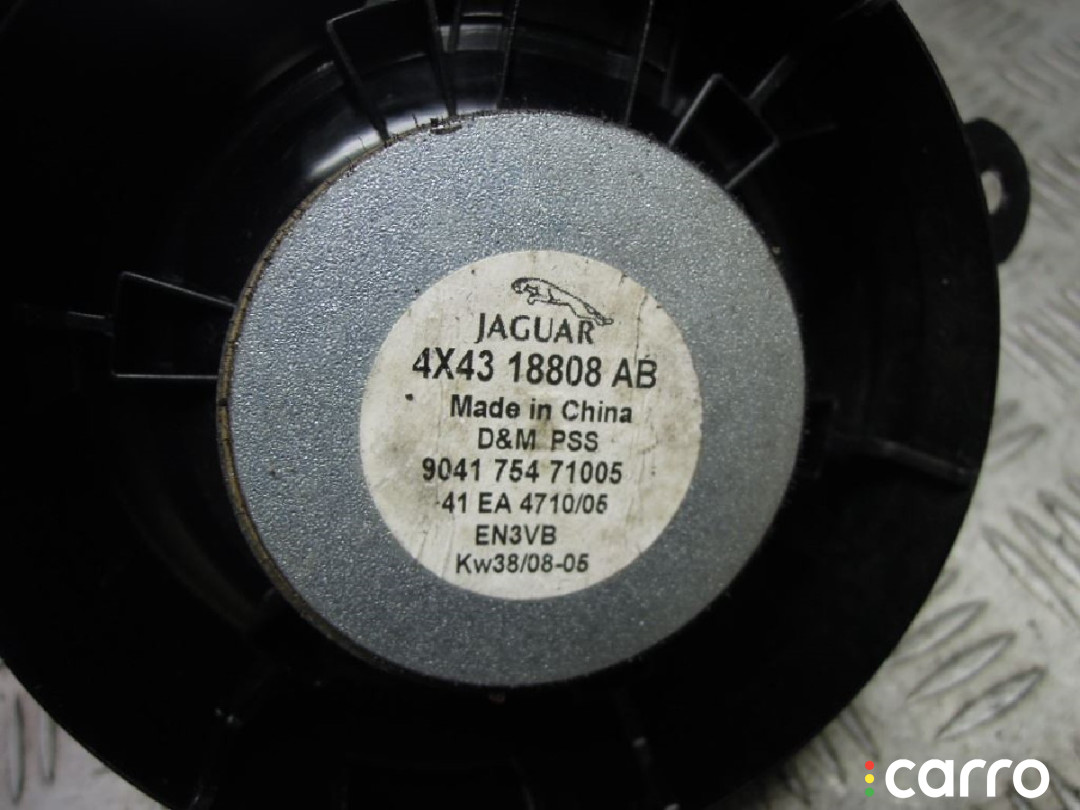 JAGUAR
4X43 18808 AB
Made in China
D&M PSS
9041 754 71005
41 EA 4710/05
EN3VB
Kw38/08-05
carro